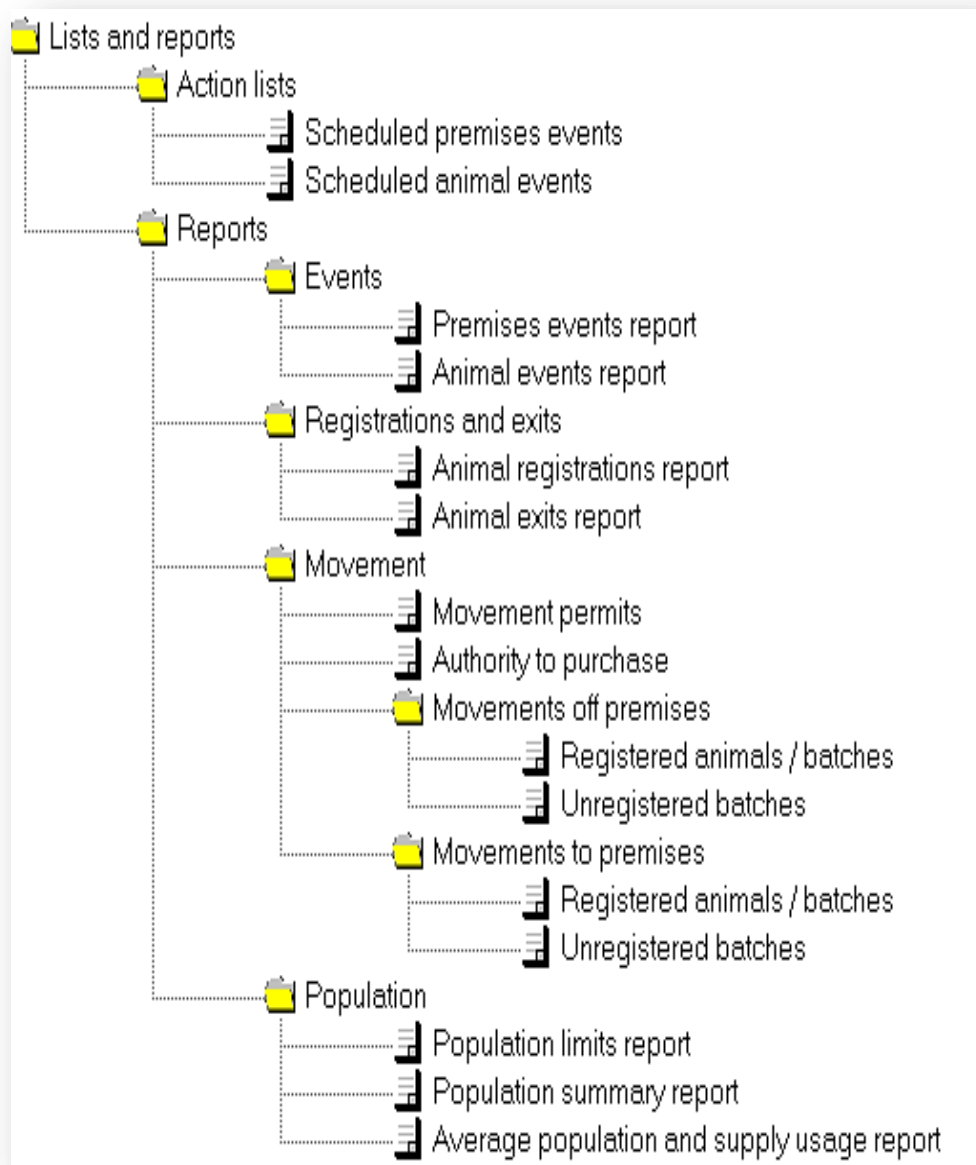 Lists and reports
Action lists
Scheduled premises events
Scheduled animal events
Reports
Events
Premises events report
Animal events report
Registrations and exits
Animal registrations report
Animal exits report
Movement
Movement permits
Authority to purchase
Movements off premises
Registered animals / batches
Unregistered batches
Movements to premises
Registered animals / batches
Unregistered batches
Population
Population limits report
Population summary report
Average population and supply usage report